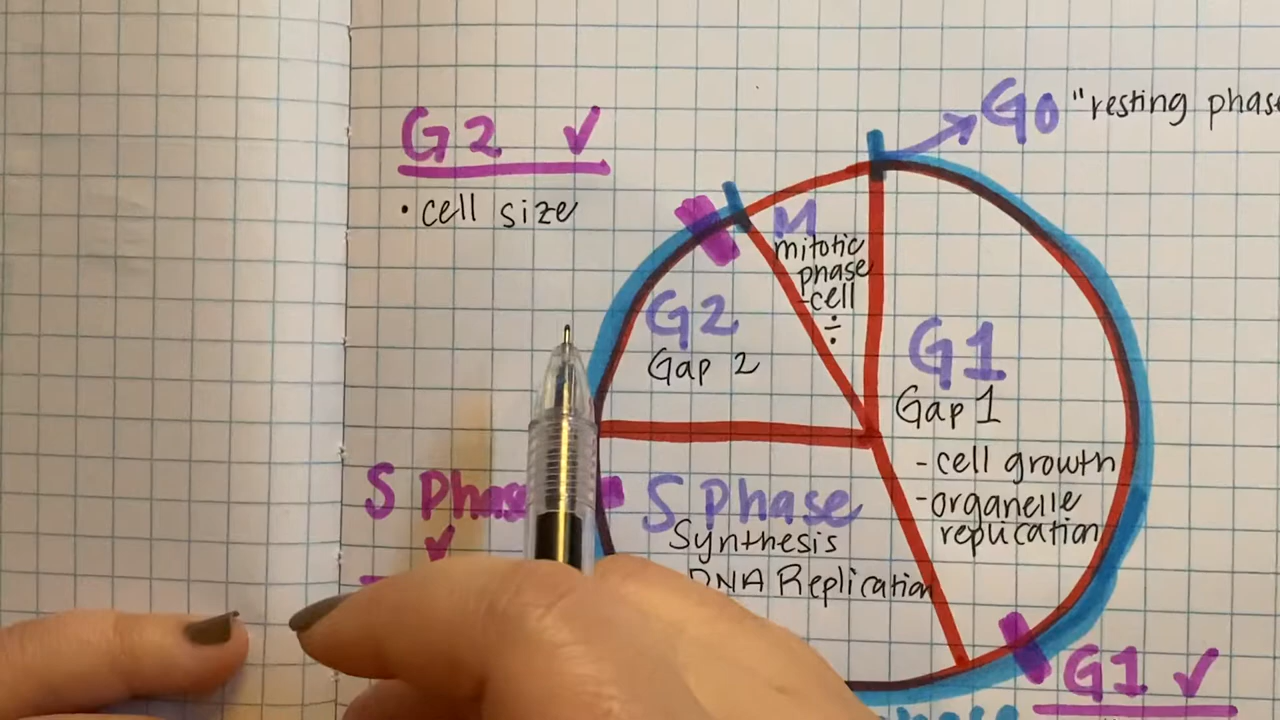 G0 "resting phas
G2 ✓
• cell size
M
mitotic
phase
-cell
÷
G2
Gap 2
G1
Gap 1
- cell growth
- organelle
replication
S Phase
✓
S Phase
Synthesis
DNA Replication
G1 ✓